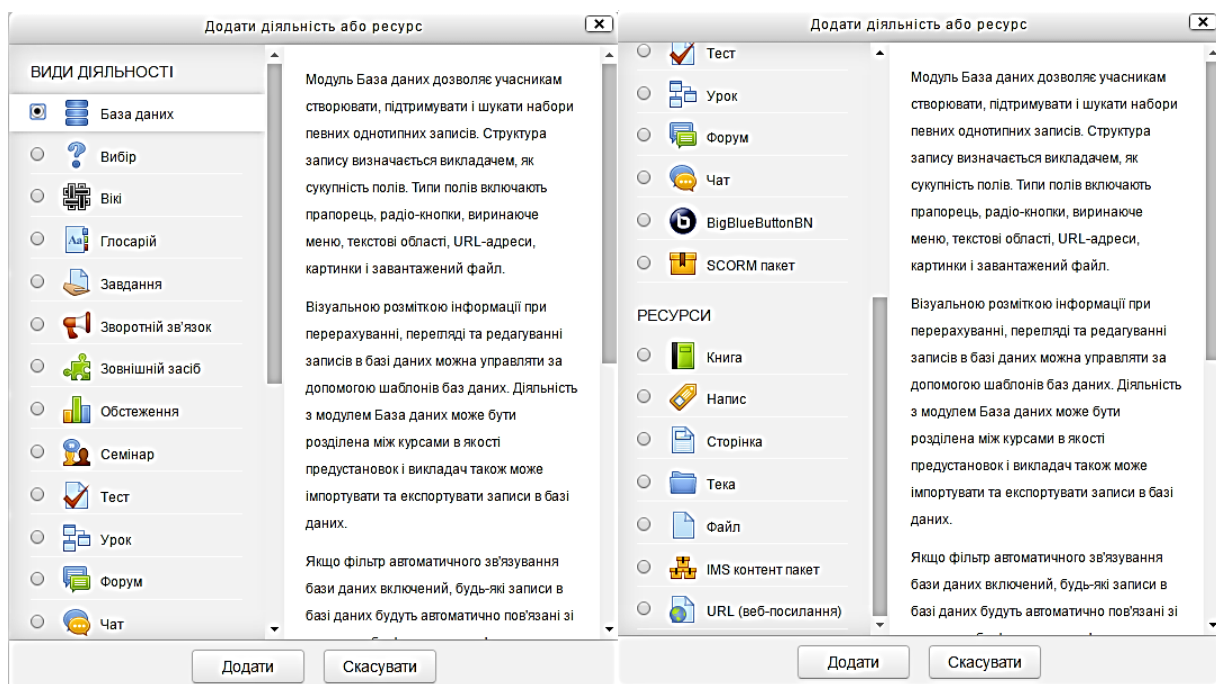 Додати діяльність або ресурс
ВИДИ ДІЯЛЬНОСТІ
База даних
Вибір
Вікі
Глосарій
Завдання
Зворотній зв'язок
Зовнішній засіб
Обстеження
Семінар
Тест
Урок
Форум
Чат
Модуль База даних дозволяє учасникам
створювати, підтримувати і шукати набори
певних однотипних записів. Структура
запису визначається викладачем, як
сукупність полів. Типи полів включають
прапорець, радіо-кнопки, виринаюче
меню, текстові області, URL-адреси,
картинки і завантажений файл.
Візуальною розміткою інформації при
перерахуванні, перегляді та редагуванні
записів в базі даних можна управляти за
допомогою шаблонів баз даних. Діяльність
з модулем База даних може бути
розділена між курсами в якості
предустановок і викладач також може
імпортувати та експортувати записи в базі
даних.
Якщо фільтр автоматичного зв'язування
бази даних включений, будь-які записи в
базі даних будуть автоматично пов'язані зі
Додати
Скасувати
Додати діяльність або ресурс
Тест
Урок
Форум
Чат
BigBlueButtonBN
SCORM пакет
РЕСУРСИ
Книга
Напис
Сторінка
Тека
Файл
IMS контент пакет
URL (веб-посилання)
Модуль База даних дозволяє учасникам
створювати, підтримувати і шукати набори
певних однотипних записів. Структура
запису визначається викладачем, як
сукупність полів. Типи полів включають
прапорець, радіо-кнопки, виринаюче
меню, текстові області, URL-адреси,
картинки і завантажений файл.
Візуальною розміткою інформації при
перерахуванні, перегляді та редагуванні
записів в базі даних можна управляти за
допомогою шаблонів баз даних. Діяльність
з модулем База даних може бути
розділена між курсами в якості
предустановок і викладач також може
імпортувати та експортувати записи в базі
даних.
Якщо фільтр автоматичного зв'язування
бази даних включений, будь-які записи в
базі даних будуть автоматично пов'язані зі
Додати
Скасувати